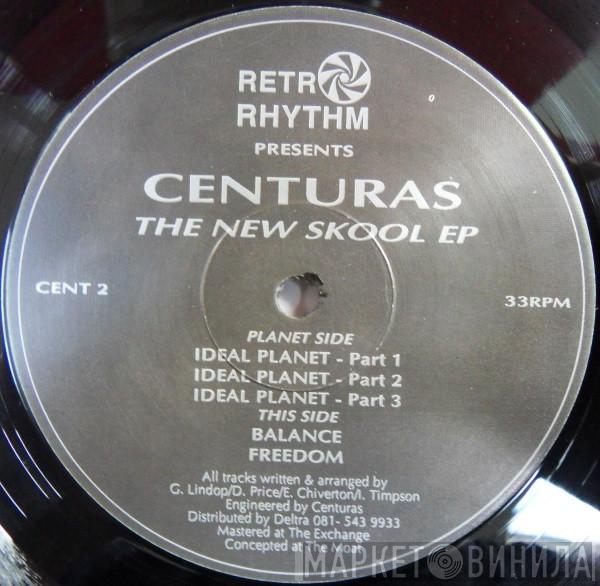 RETRO
RHYTHM
PRESENTS
CENTURAS
THE NEW SKOOL EP
CENT 2
33RPM
PLANET SIDE
IDEAL PLANET - Part 1
IDEAL PLANET - Part 2
IDEAL PLANET - Part 3
THIS SIDE
BALANCE
FREEDOM
All tracks written & arranged by
G. Lindop/D. Price/E. Chiverton/I. Timpson
Engineered by Centuras
Distributed by Deltra 081- 543 9933
Mastered at The Exchange
Concepted at The Moat
МАРКЕТ ВИНИЛА